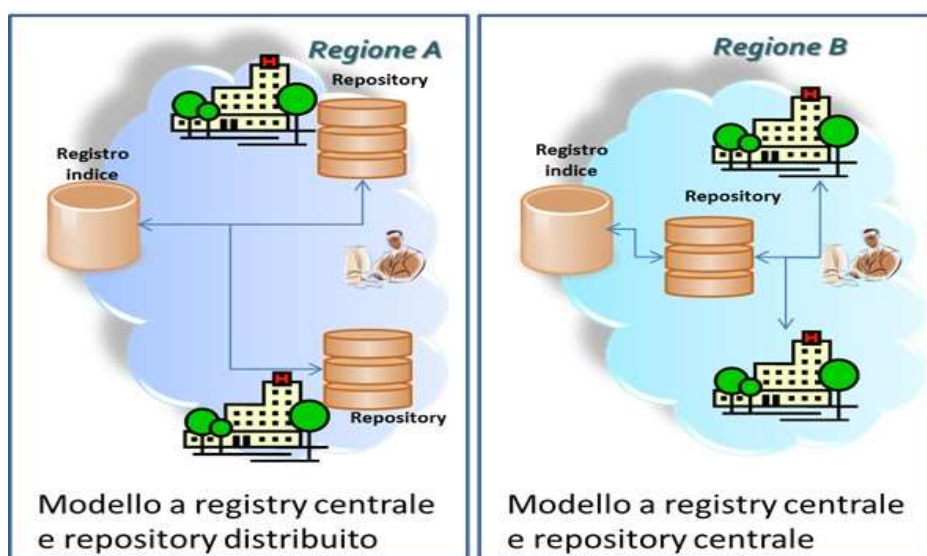 Regione A
Repository
Registro
indice
H
H
Repository
Modello a registry centrale
e repository distribuito
Regione B
H
Registro
indice
Repository
H
Modello a registry centrale
e repository centrale